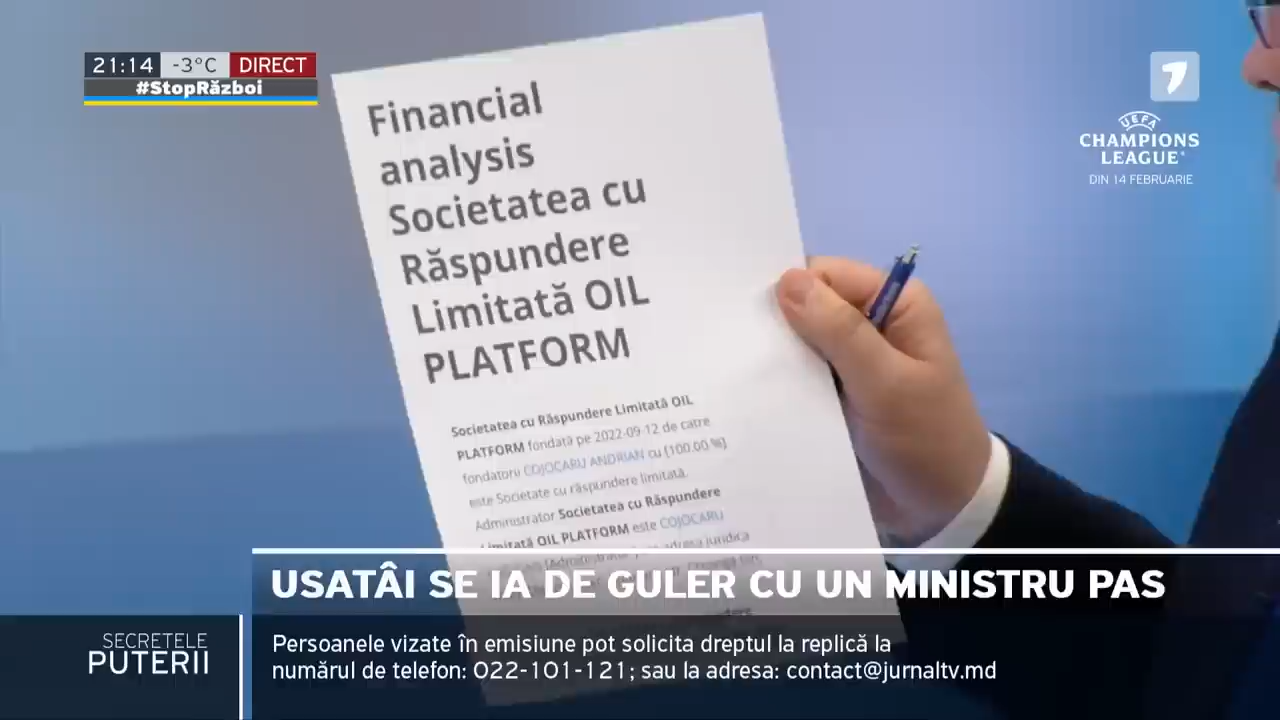 21:14 -3°C DIRECT
#StopRăzboi
7
UEFA
CHAMPIONS
LEAGUE
DIN 14 FEBRUARIE
Financial
analysis
Societatea cu
Răspundere
Limitată OIL
PLATFORM
Societatea cu Răspundere Limitată OIL
PLATFORM fondată pe 2022-09-12 de catre
fondatorii COJOCARU ANDRIAN cu [100.00 %]
este Societate cu răspundere limitată.
Administrator Societatea cu Răspundere
Limitată OIL PLATFORM este COJOCARU
adresa juridica
USATÂI SE IA DE GULER CU UN MINISTRU PAS
SECRETELE
PUTERII
Persoanele vizate în emisiune pot solicita dreptul la replică la
numărul de telefon: 022-101-121; sau la adresa: contact@jurnaltv.md